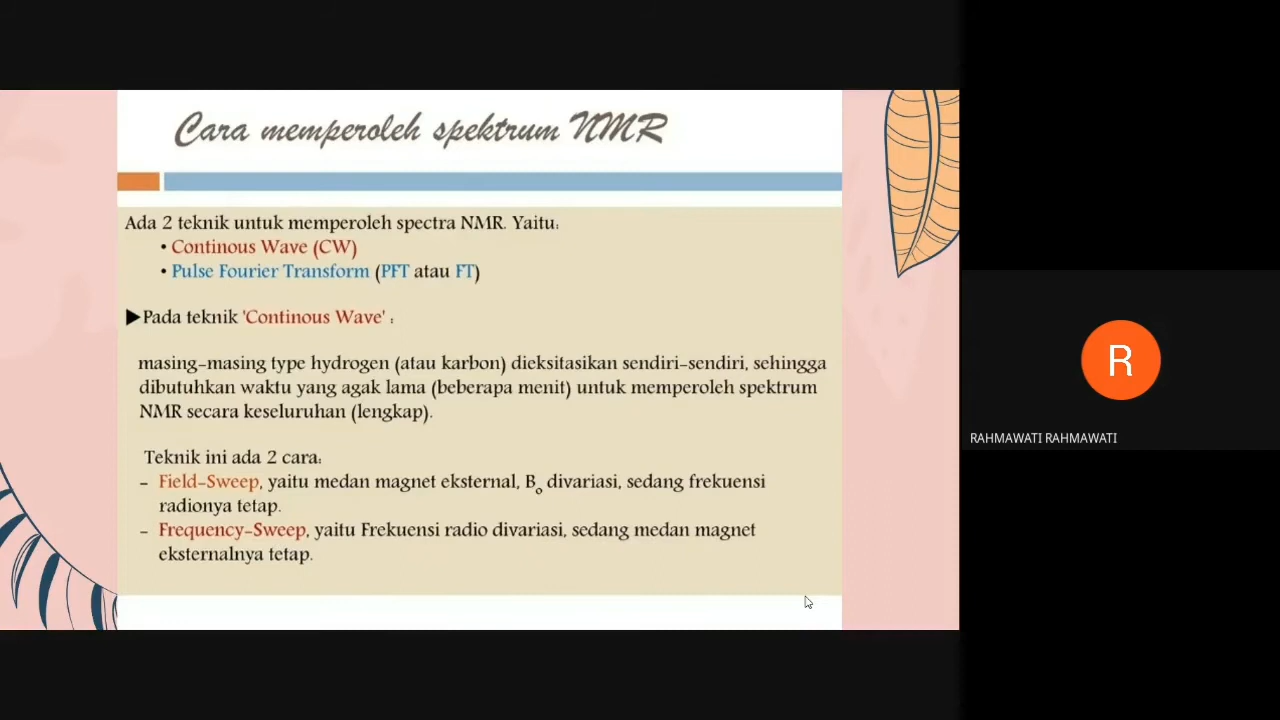 Cara memperoleh spektrum NMR
Ada 2 teknik untuk memperoleh spectra NMR. Yaitu:
• Continous Wave (CW)
• Pulse Fourier Transform (PFT atau FT)
▶Pada teknik 'Continous Wave' :
masing-masing type hydrogen (atau karbon) dieksitasikan sendiri-sendiri, sehingga
dibutuhkan waktu yang agak lama (beberapa menit) untuk memperoleh spektrum
NMR secara keseluruhan (lengkap).
Teknik ini ada 2 cara:
- Field-Sweep, yaitu medan magnet eksternal, Bo divariasi, sedang frekuensi
radionya tetap.
- Frequency-Sweep, yaitu Frekuensi radio divariasi, sedang medan magnet
eksternalnya tetap.
R
RAHMAWATI RAHMAWATI